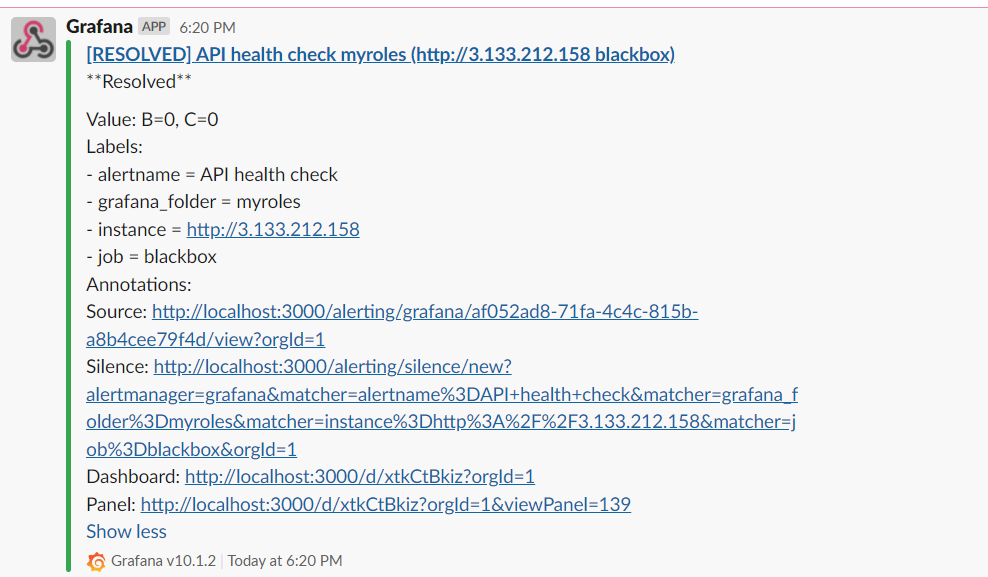 Grafana APP 6:20 PM
[RESOLVED] API health check myroles (http://3.133.212.158 blackbox)
**Resolved**
Value: B=0, C=0
Labels:
- alertname = API health check
- grafana_folder = myroles
- instance = http://3.133.212.158
- job = blackbox
Annotations:
Source: http://localhost:3000/alerting/grafana/af052ad8-71fa-4c4c-815b-
a8b4cee79f4d/view?orgId=1
Silence: http://localhost:3000/alerting/silence/new?
alertmanager=grafana&matcher=alertname%3DAPI+health+check&matcher=grafana_f
older%3Dmyroles&matcher=instance%3Dhttp%3A%2F%2F3.133.212.158&matcher=j
ob%3Dblackbox&orgId=1
Dashboard: http://localhost:3000/d/xtkCtBkiz?orgId=1
Panel: http://localhost:3000/d/xtkCtBkiz?orgId=1&viewPanel=139
Show less
Grafana v10.1.2 | Today at 6:20 PM